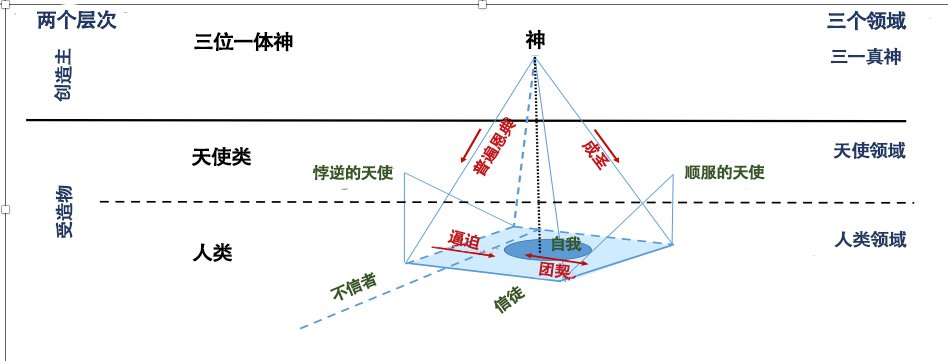 两个层次
三个领域
三位一体神
神
三一真神
创造主
普遍恩典
成圣
天使类
天使领域
悖逆的天使
顺服的天使
受造物
人类
逼迫
自我
人类领域
团契
不信者
信徒